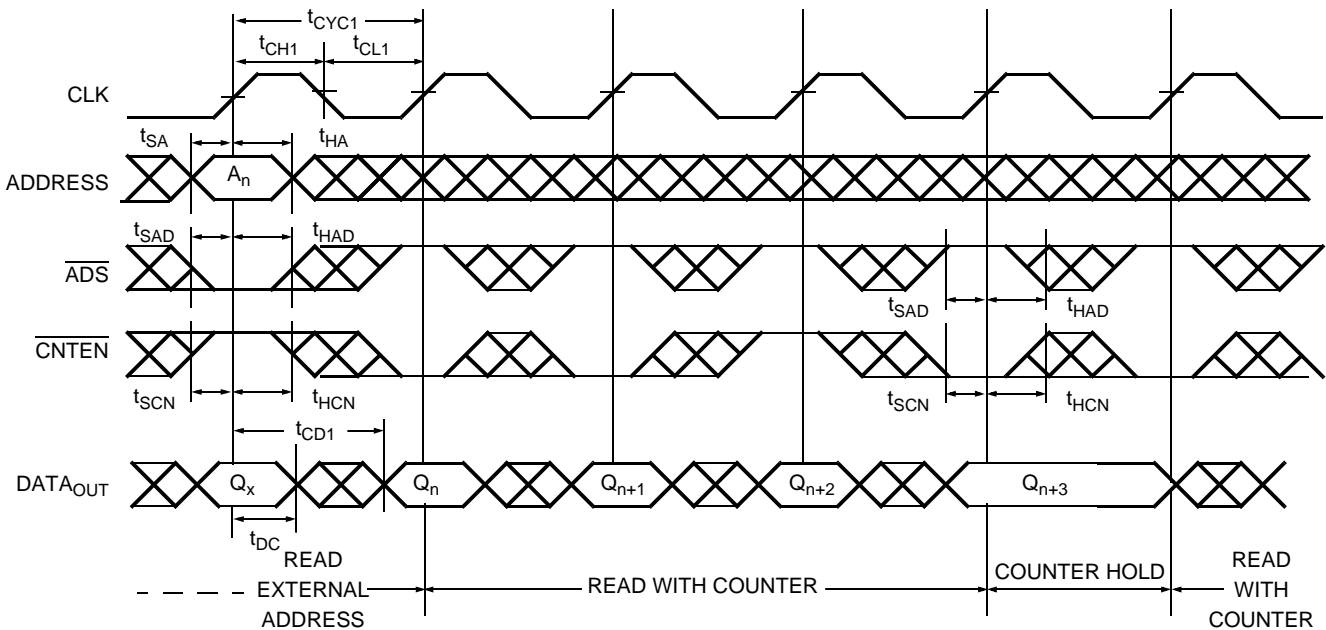 tCYC1
tCH1 tCL1
CLK
tSA tHA
ADDRESS An
tSAD tHAD
ADS
tSAD tHAD
CNTEN
tSCN tHCN tSCN tHCN
tCD1
DATAOUT Qx Qn Qn+1 Qn+2 Qn+3
tDC
READ EXTERNAL ADDRESS
READ WITH COUNTER
COUNTER HOLD
READ WITH COUNTER